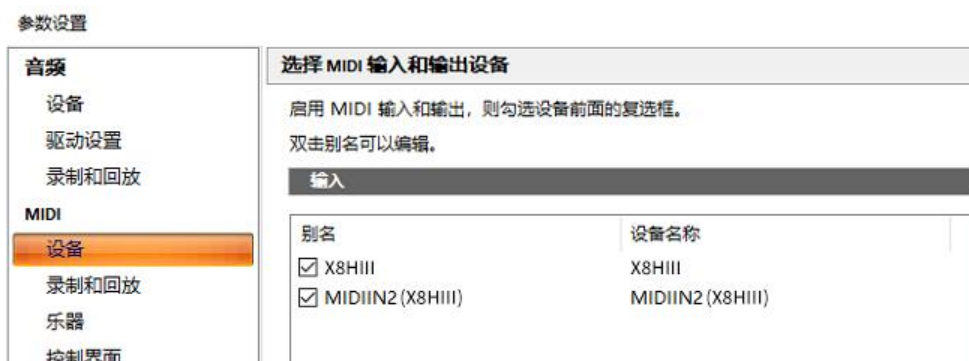 参数设置
音频
设备
驱动设置
录制和回放
MIDI
设备
录制和回放
乐器
控制界面
选择 MIDI 输入和输出设备
启用 MIDI 输入和输出，则勾选设备前面的复选框。
双击别名可以编辑。
输入
别名 设备名称
X8HIII X8HIII
MIDIIN2 (X8HIII) MIDIIN2 (X8HIII)